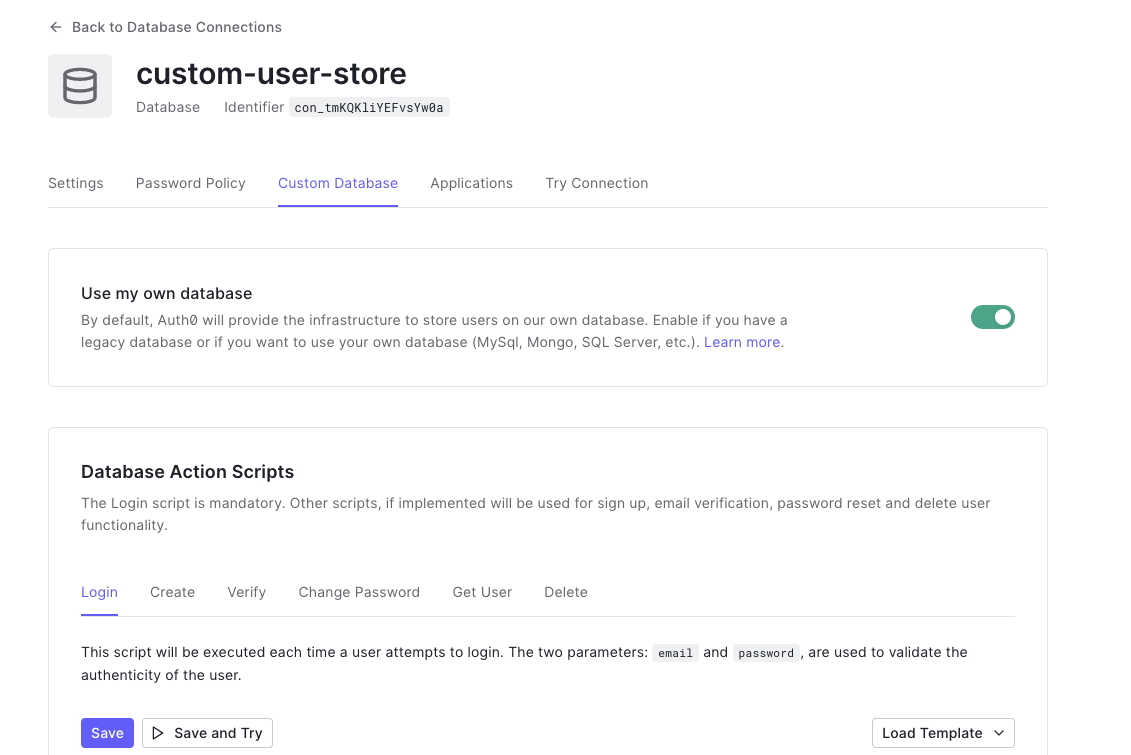 Back to Database Connections
custom-user-store
Database Identifier con_tmKQKliYEFvsYw0a
Settings Password Policy Custom Database Applications Try Connection
Use my own database
By default, Auth0 will provide the infrastructure to store users on our own database. Enable if you have a
legacy database or if you want to use your own database (MySql, Mongo, SQL Server, etc.). Learn more.
Database Action Scripts
The Login script is mandatory. Other scripts, if implemented will be used for sign up, email verification, password reset and delete user
functionality.
Login Create Verify Change Password Get User Delete
This script will be executed each time a user attempts to login. The two parameters: email and password, are used to validate the
authenticity of the user.
Save Save and Try Load Template